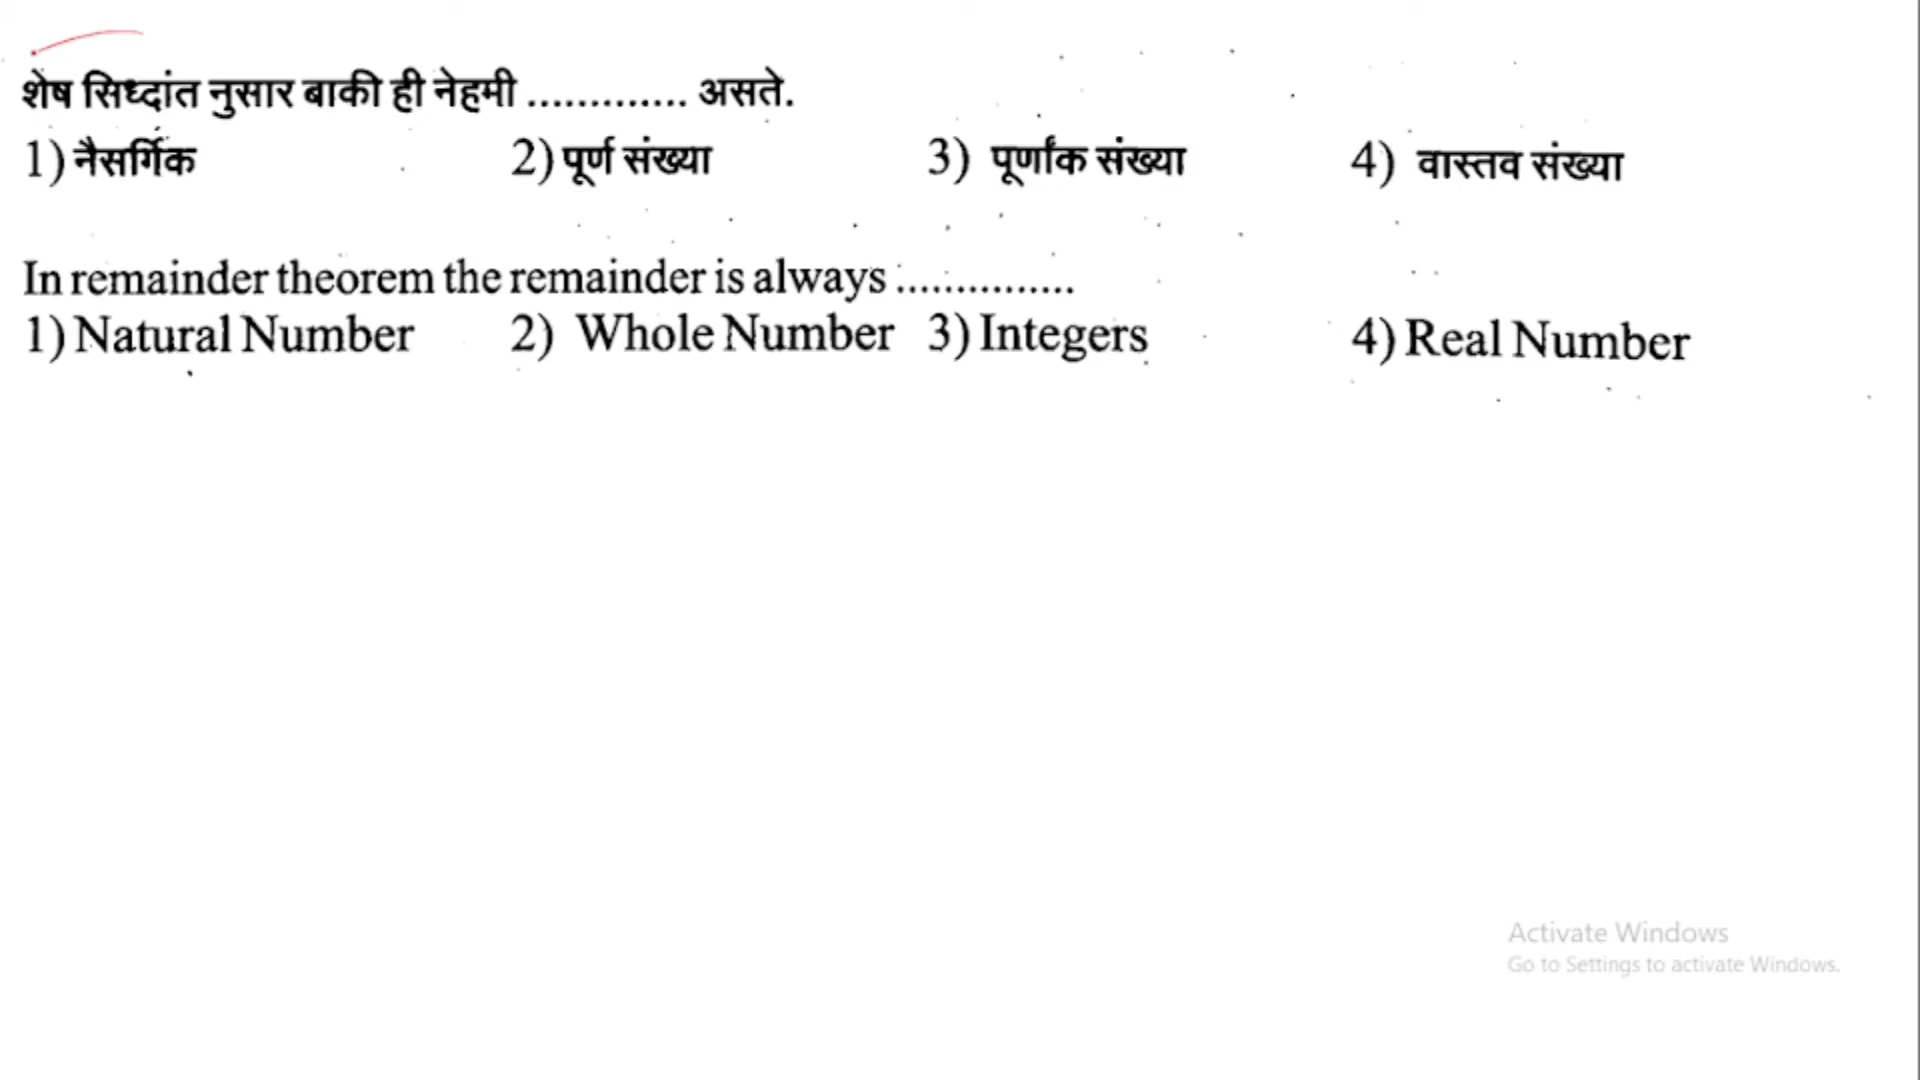 शेष सिध्दांत नुसार बाकी ही नेहमी ............. असते.
1) नैसर्गिक 2) पूर्ण संख्या 3) पूर्णांक संख्या 4) वास्तव संख्या
In remainder theorem the remainder is always ...............
1) Natural Number 2) Whole Number 3) Integers 4) Real Number
Activate Windows
Go to Settings to activate Windows.